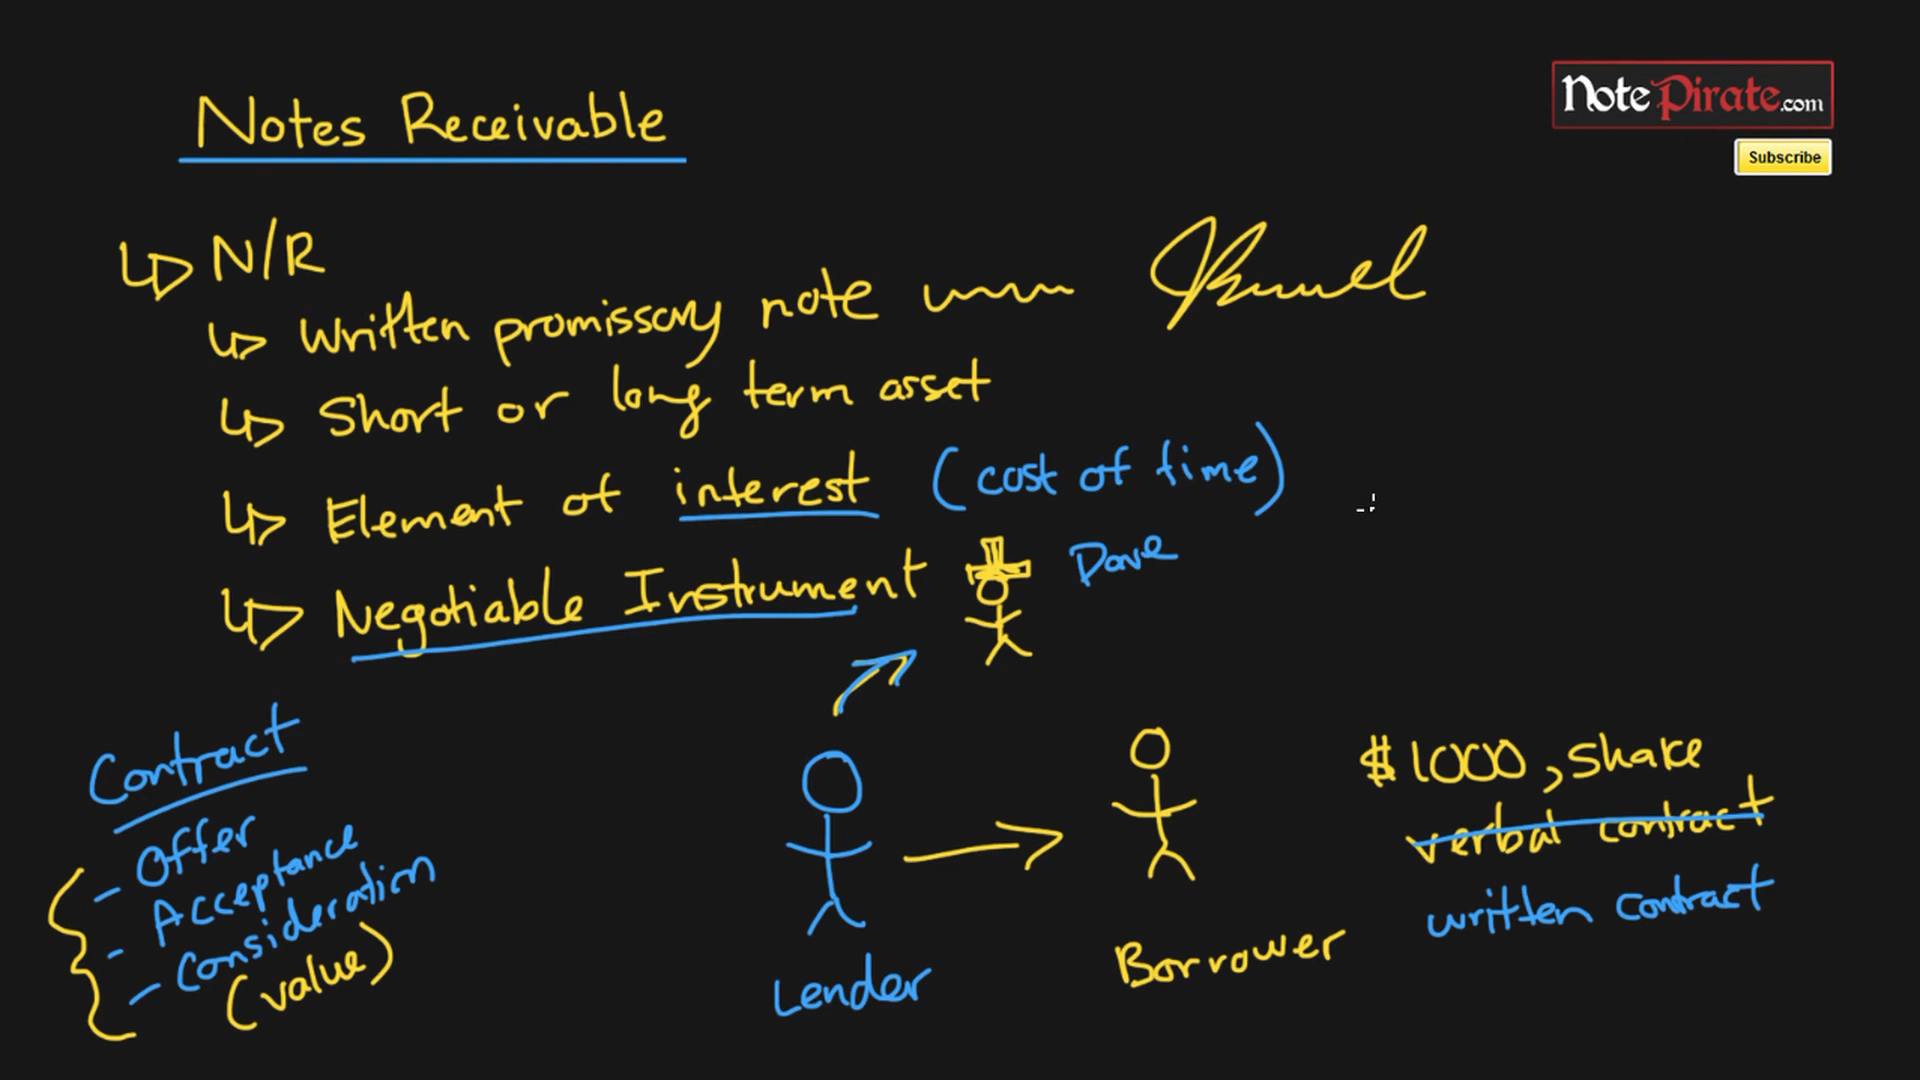 Notes Receivable
NotePirate.com
Subscribe
N/R
Written promissory note
Short or long term asset
Element of interest (cost of time)
Negotiable Instrument
Dave
Contract
- Offer
- Acceptance
- Consideration
(value)
Lender
Borrower
$1000, shake
verbal contract
written contract